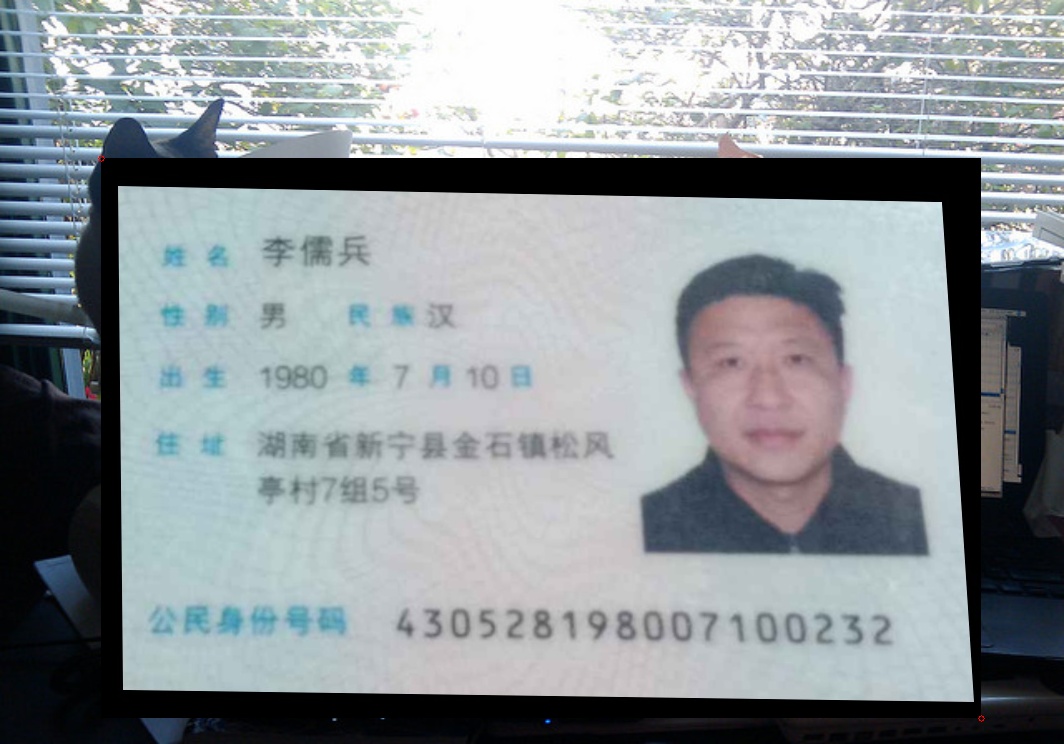 姓名 李儒兵
性别 男 民族 汉
出生 1980 年 7 月 10 日
住址 湖南省新宁县金石镇松风
亭村7组5号
公民身份号码 430528198007100232